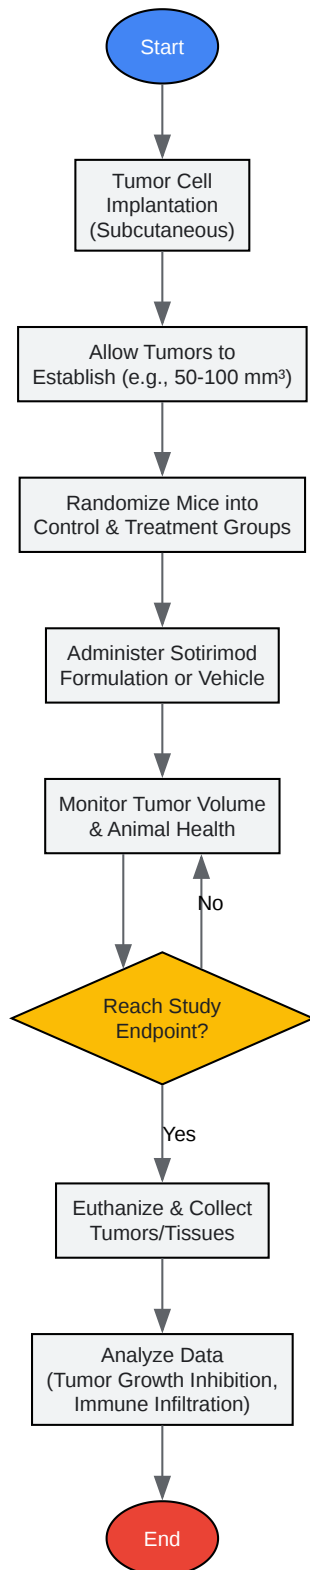 Start
Tumor Cell
Implantation
(Subcutaneous)
Allow Tumors to
Establish (e.g., 50-100 mm³)
Randomize Mice into
Control & Treatment Groups
Administer Sotirimod
Formulation or Vehicle
Monitor Tumor Volume
& Animal Health
No
Reach Study
Endpoint?
Yes
Euthanize & Collect
Tumors/Tissues
Analyze Data
(Tumor Growth Inhibition,
Immune Infiltration)
End